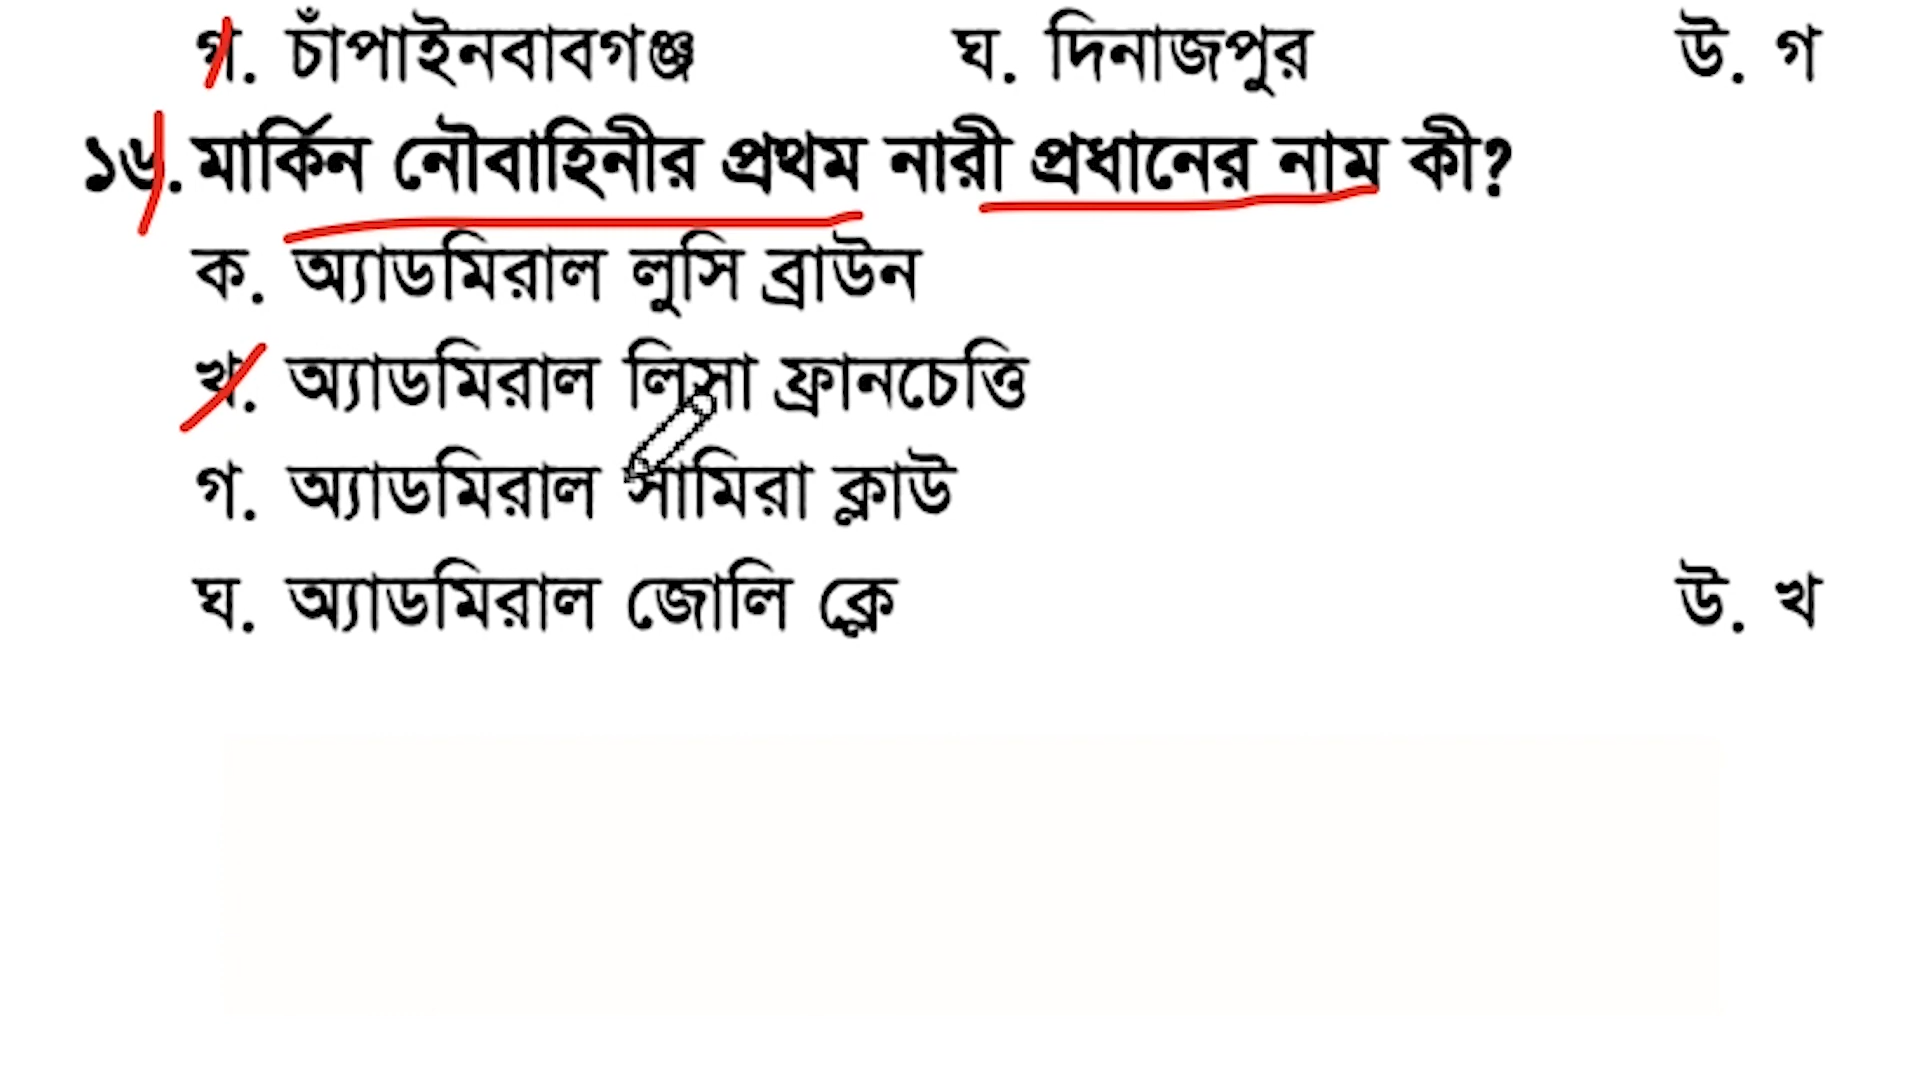 গ. চাঁপাইনবাবগঞ্জ ঘ. দিনাজপুর উ. গ
১৬. মার্কিন নৌবাহিনীর প্রথম নারী প্রধানের নাম কী?
ক. অ্যাডমিরাল লুসি ব্রাউন
খ. অ্যাডমিরাল লিসা ফ্রানচেত্তি
গ. অ্যাডমিরাল সামিরা ক্লাউ
ঘ. অ্যাডমিরাল জোলি ক্লে উ. খ